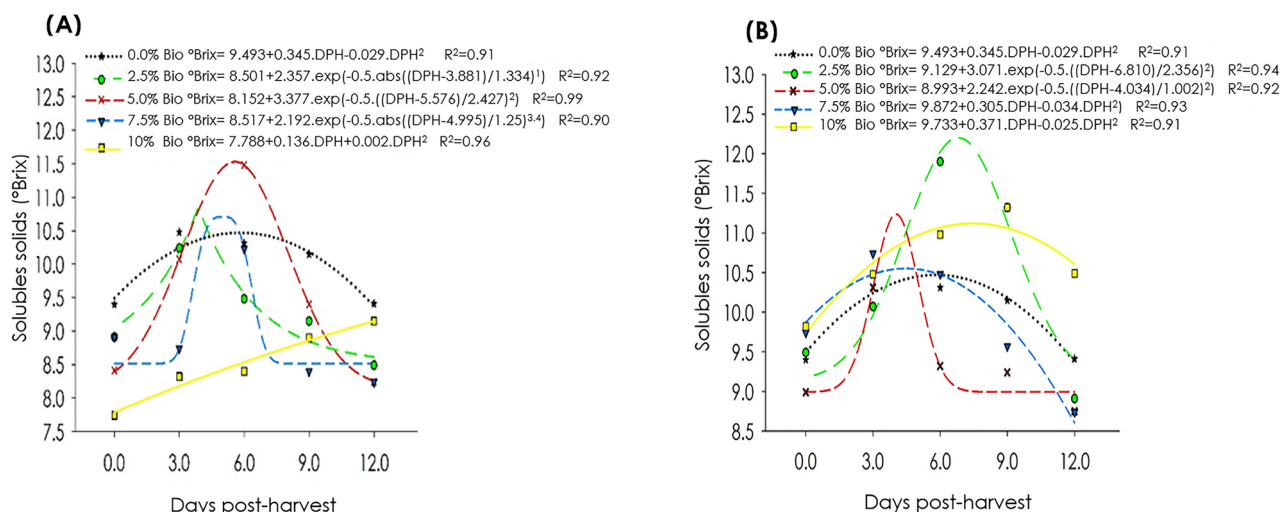 (A)
0.0% Bio °Brix= 9.493+0.345.DPH-0.029.DPH² R²=0.91
2.5% Bio °Brix= 8.501+2.357.exp(-0.5.abs((DPH-3.881)/1.334)¹) R²=0.92
5.0% Bio °Brix= 8.152+3.377.exp(-0.5.((DPH-5.576)/2.427)²) R²=0.99
7.5% Bio °Brix= 8.517+2.192.exp(-0.5.abs((DPH-4.995)/1.25)³·⁴) R²=0.90
10% Bio °Brix= 7.788+0.136.DPH+0.002.DPH² R²=0.96
Solubles solids (°Brix)
13.0
12.5
12.0
11.5
11.0
10.5
10.0
9.5
9.0
8.5
8.0
7.5
0.0 3.0 6.0 9.0 12.0
Days post-harvest
(B)
0.0% Bio °Brix= 9.493+0.345.DPH-0.029.DPH² R²=0.91
2.5% Bio °Brix= 9.129+3.071.exp(-0.5.((DPH-6.810)/2.356)²) R²=0.94
5.0% Bio °Brix= 8.993+2.242.exp(-0.5.((DPH-4.034)/1.002)²) R²=0.92
7.5% Bio °Brix= 9.872+0.305.DPH-0.034.DPH²) R²=0.93
10% Bio °Brix= 9.733+0.371.DPH-0.025.DPH² R²=0.91
Solubles solids (°Brix)
13.0
12.5
12.0
11.5
11.0
10.5
10.0
9.5
9.0
8.5
0.0 3.0 6.0 9.0 12.0
Days post-harvest